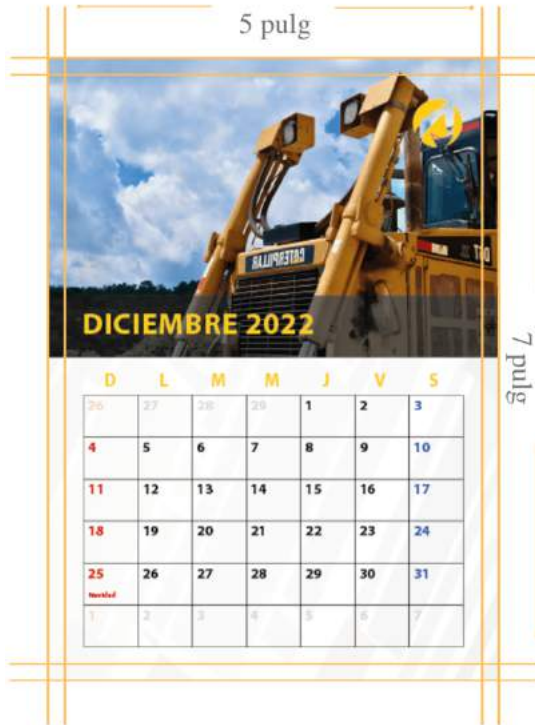 5 pulg
CATERPILLAR
DICIEMBRE 2022
7 pulg
D L M M J V S
26 27 28 29 1 2 3
4 5 6 7 8 9 10
11 12 13 14 15 16 17
18 19 20 21 22 23 24
25 26 27 28 29 30 31
Navidad
1 2 3 4 5 6 7